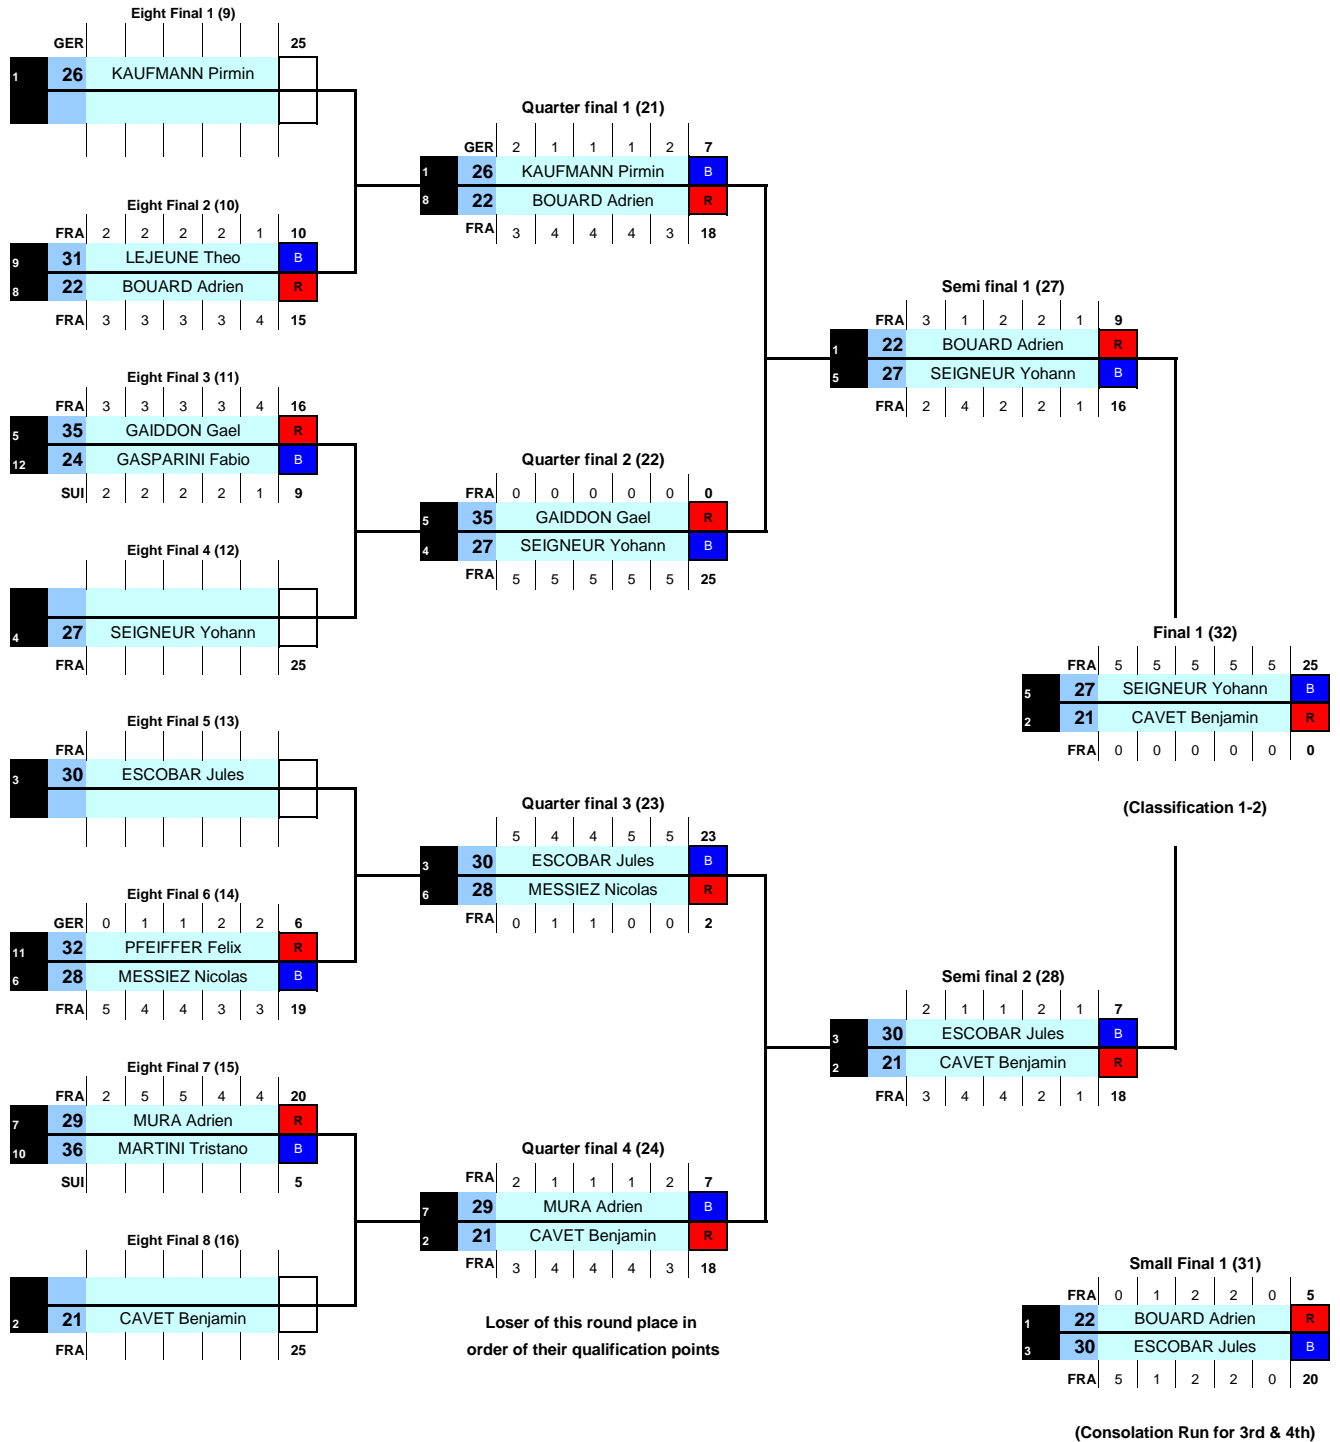 Eight Final 1 (9)
GER 25
1 26 KAUFMANN Pirmin
Eight Final 2 (10)
FRA 2 2 2 2 1 10
9 31 LEJEUNE Theo B
8 22 BOUARD Adrien R
FRA 3 3 3 3 4 15
Eight Final 3 (11)
FRA 3 3 3 3 4 16
5 35 GAIDDON Gael R
12 24 GASPARINI Fabio B
SUI 2 2 2 2 1 9
Eight Final 4 (12)
4 27 SEIGNEUR Yohann
FRA 25
Eight Final 5 (13)
FRA
3 30 ESCOBAR Jules
Eight Final 6 (14)
GER 0 1 1 2 2 6
11 32 PFEIFFER Felix R
6 28 MESSIEZ Nicolas B
FRA 5 4 4 3 3 19
Eight Final 7 (15)
FRA 2 5 5 4 4 20
7 29 MURA Adrien R
10 36 MARTINI Tristano B
SUI 5
Eight Final 8 (16)
2 21 CAVET Benjamin
FRA 25
Quarter final 1 (21)
GER 2 1 1 1 2 7
1 26 KAUFMANN Pirmin B
8 22 BOUARD Adrien R
FRA 3 4 4 4 3 18
Quarter final 2 (22)
FRA 0 0 0 0 0 0
5 35 GAIDDON Gael R
4 27 SEIGNEUR Yohann B
FRA 5 5 5 5 5 25
Quarter final 3 (23)
5 4 4 5 5 23
3 30 ESCOBAR Jules B
6 28 MESSIEZ Nicolas R
FRA 0 1 1 0 0 2
Quarter final 4 (24)
FRA 2 1 1 1 2 7
7 29 MURA Adrien B
2 21 CAVET Benjamin R
FRA 3 4 4 4 3 18
Loser of this round place in
order of their qualification points
Semi final 1 (27)
FRA 3 1 2 2 1 9
1 22 BOUARD Adrien R
5 27 SEIGNEUR Yohann B
FRA 2 4 2 2 1 16
Semi final 2 (28)
2 1 1 2 1 7
3 30 ESCOBAR Jules B
2 21 CAVET Benjamin R
FRA 3 4 4 2 1 18
Final 1 (32)
FRA 5 5 5 5 5 25
5 27 SEIGNEUR Yohann B
2 21 CAVET Benjamin R
FRA 0 0 0 0 0 0
(Classification 1-2)
Small Final 1 (31)
FRA 0 1 2 2 0 5
1 22 BOUARD Adrien R
3 30 ESCOBAR Jules B
FRA 5 1 2 2 0 20
(Consolation Run for 3rd & 4th)